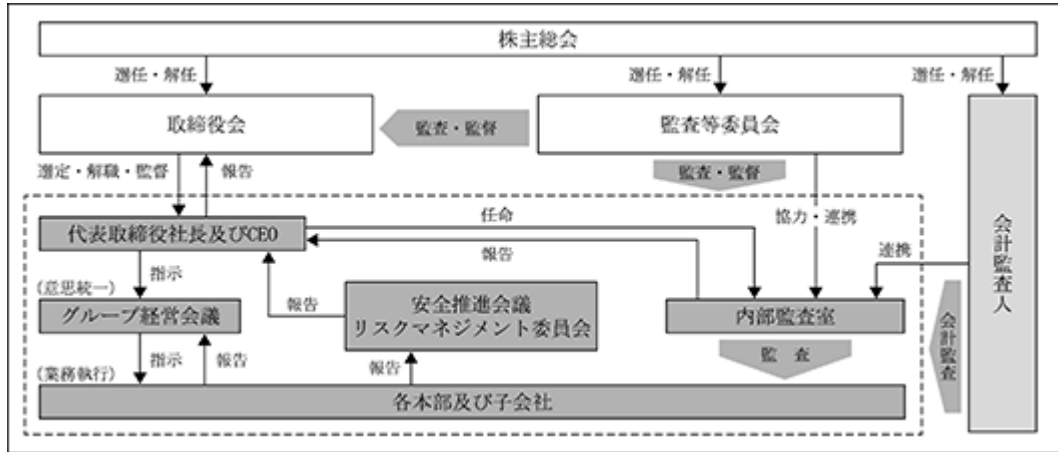 株主総会
選任・解任
選任・解任
選任・解任
取締役会
監査・監督
監査等委員会
選定・解職・監督
報告
監査・監督
代表取締役社長及びCEO
任命
協力・連携
報告
連携
会計監査人
指示
(意思統一)
グループ経営会議
報告
安全推進会議
リスクマネジメント委員会
内部監査室
会計監査
指示
報告
報告
監 査
(業務執行)
各本部及び子会社